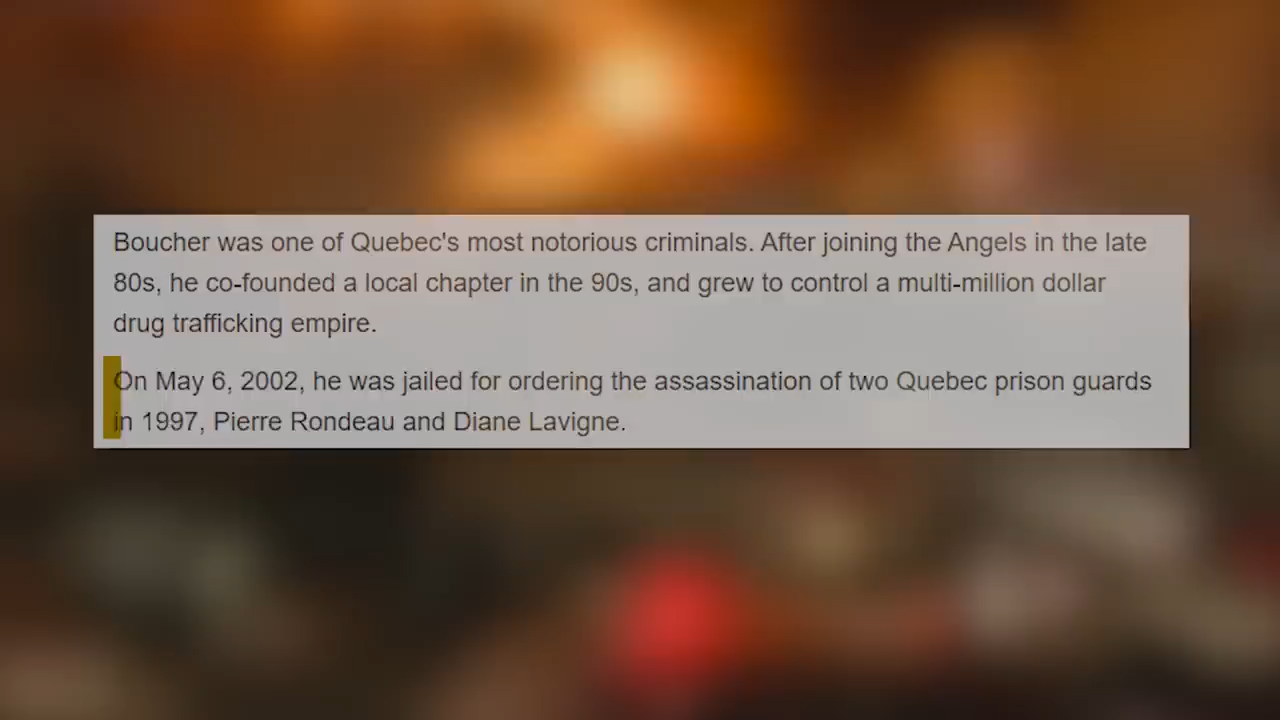 Boucher was one of Quebec's most notorious criminals. After joining the Angels in the late
80s, he co-founded a local chapter in the 90s, and grew to control a multi-million dollar
drug trafficking empire.
On May 6, 2002, he was jailed for ordering the assassination of two Quebec prison guards
in 1997, Pierre Rondeau and Diane Lavigne.